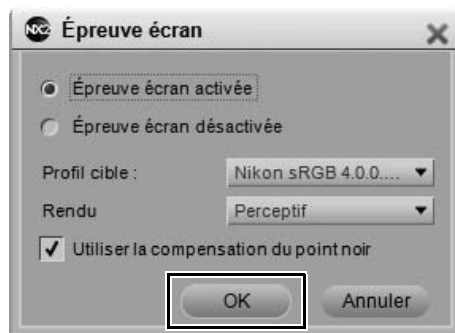 NX2 Épreuve écran
Épreuve écran activée
Épreuve écran désactivée
Profil cible : Nikon sRGB 4.0.0....
Rendu Perceptif
Utiliser la compensation du point noir
OK Annuler